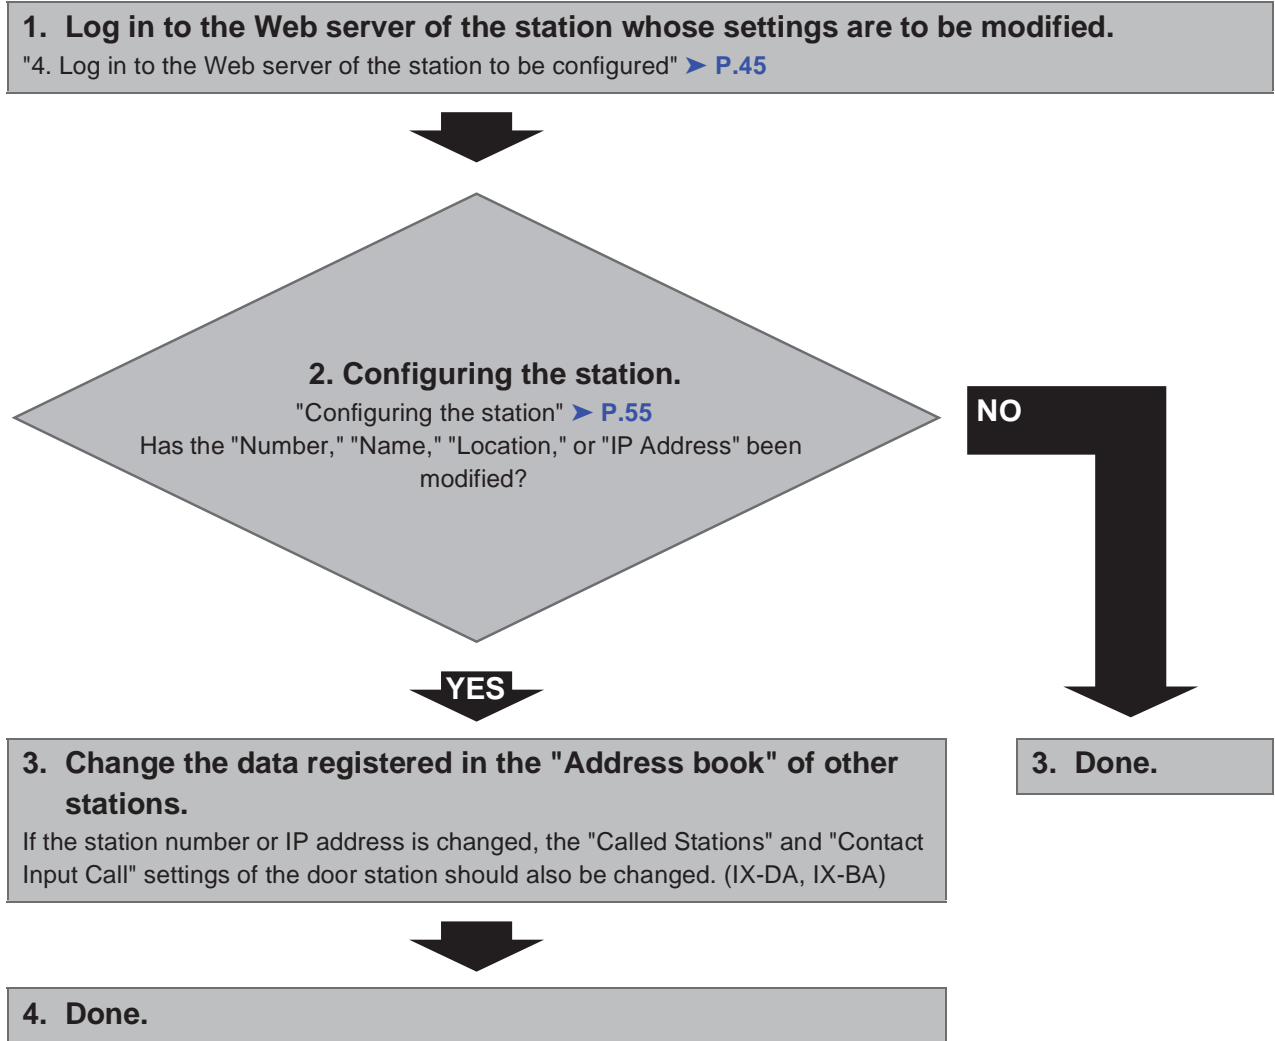 1. Log in to the Web server of the station whose settings are to be modified.
"4. Log in to the Web server of the station to be configured" ➤ P.45
2. Configuring the station.
"Configuring the station" ➤ P.55
Has the "Number," "Name," "Location," or "IP Address" been
modified?
NO
YES
3. Change the data registered in the "Address book" of other
stations.
If the station number or IP address is changed, the "Called Stations" and "Contact
Input Call" settings of the door station should also be changed. (IX-DA, IX-BA)
3. Done.
4. Done.